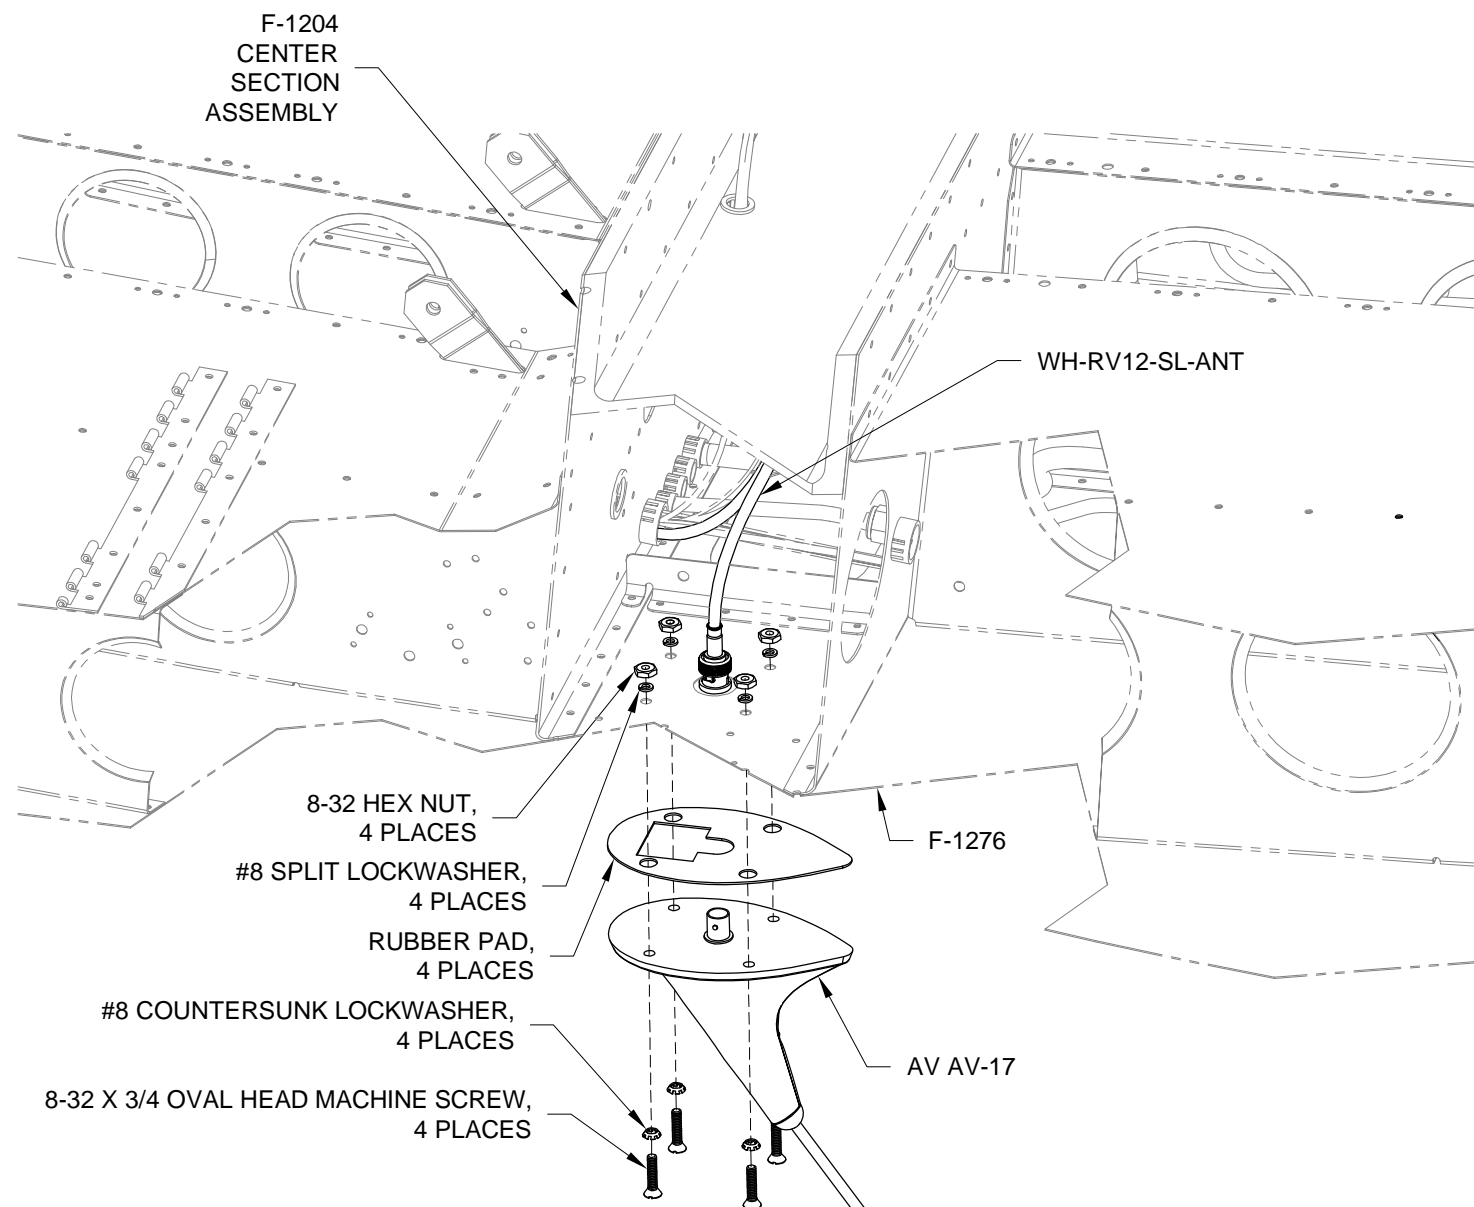 F-1204
CENTER
SECTION
ASSEMBLY
WH-RV12-SL-ANT
8-32 HEX NUT,
4 PLACES
F-1276
#8 SPLIT LOCKWASHER,
4 PLACES
RUBBER PAD,
4 PLACES
#8 COUNTERSUNK LOCKWASHER,
4 PLACES
AV AV-17
8-32 X 3/4 OVAL HEAD MACHINE SCREW,
4 PLACES